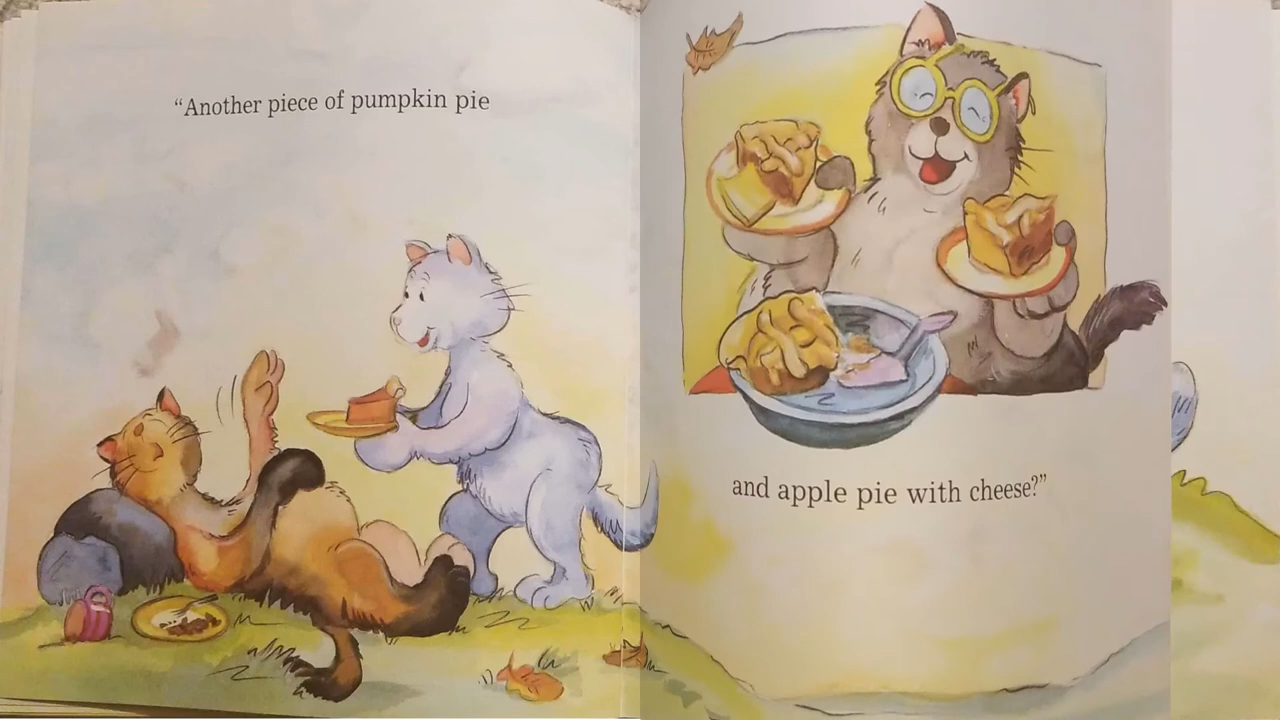 “Another piece of pumpkin pie
and apple pie with cheese?”